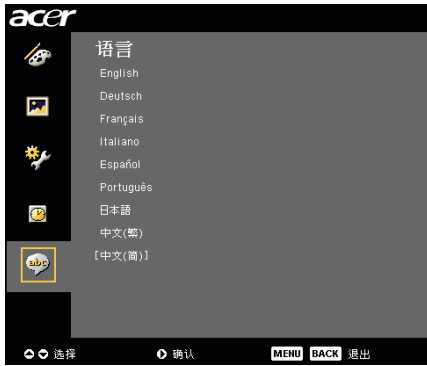 acer
语言
English
Deutsch
Français
Italiano
Español
Português
日本語
中文(繁)
[中文(简)]
abc
选择 确认 MENU BACK 退出